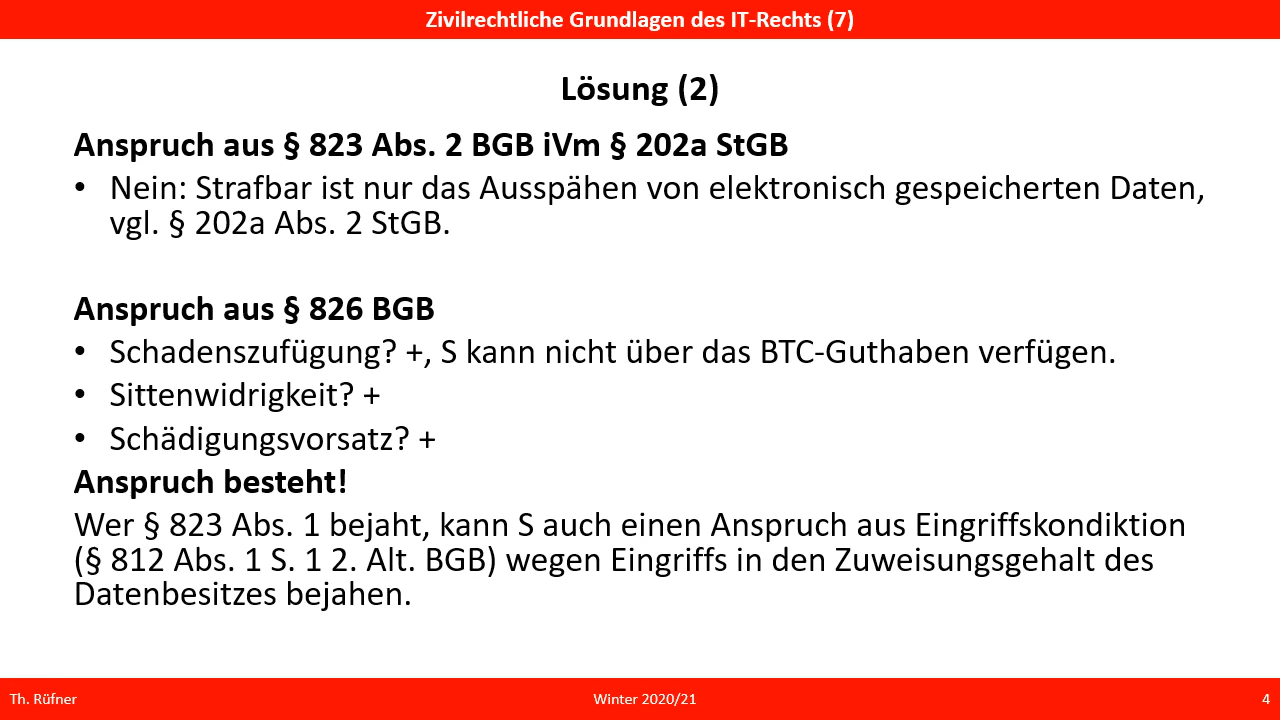 Zivilrechtliche Grundlagen des IT-Rechts (7)
Lösung (2)
Anspruch aus § 823 Abs. 2 BGB iVm § 202a StGB
• Nein: Strafbar ist nur das Ausspähen von elektronisch gespeicherten Daten,
vgl. § 202a Abs. 2 StGB.
Anspruch aus § 826 BGB
• Schadenszufügung? +, S kann nicht über das BTC-Guthaben verfügen.
• Sittenwidrigkeit? +
• Schädigungsvorsatz? +
Anspruch besteht!
Wer § 823 Abs. 1 bejaht, kann S auch einen Anspruch aus Eingriffskondiktion
(§ 812 Abs. 1 S. 1 2. Alt. BGB) wegen Eingriffs in den Zuweisungsgehalt des
Datenbesitzes bejahen.
Th. Rüfner
Winter 2020/21
4